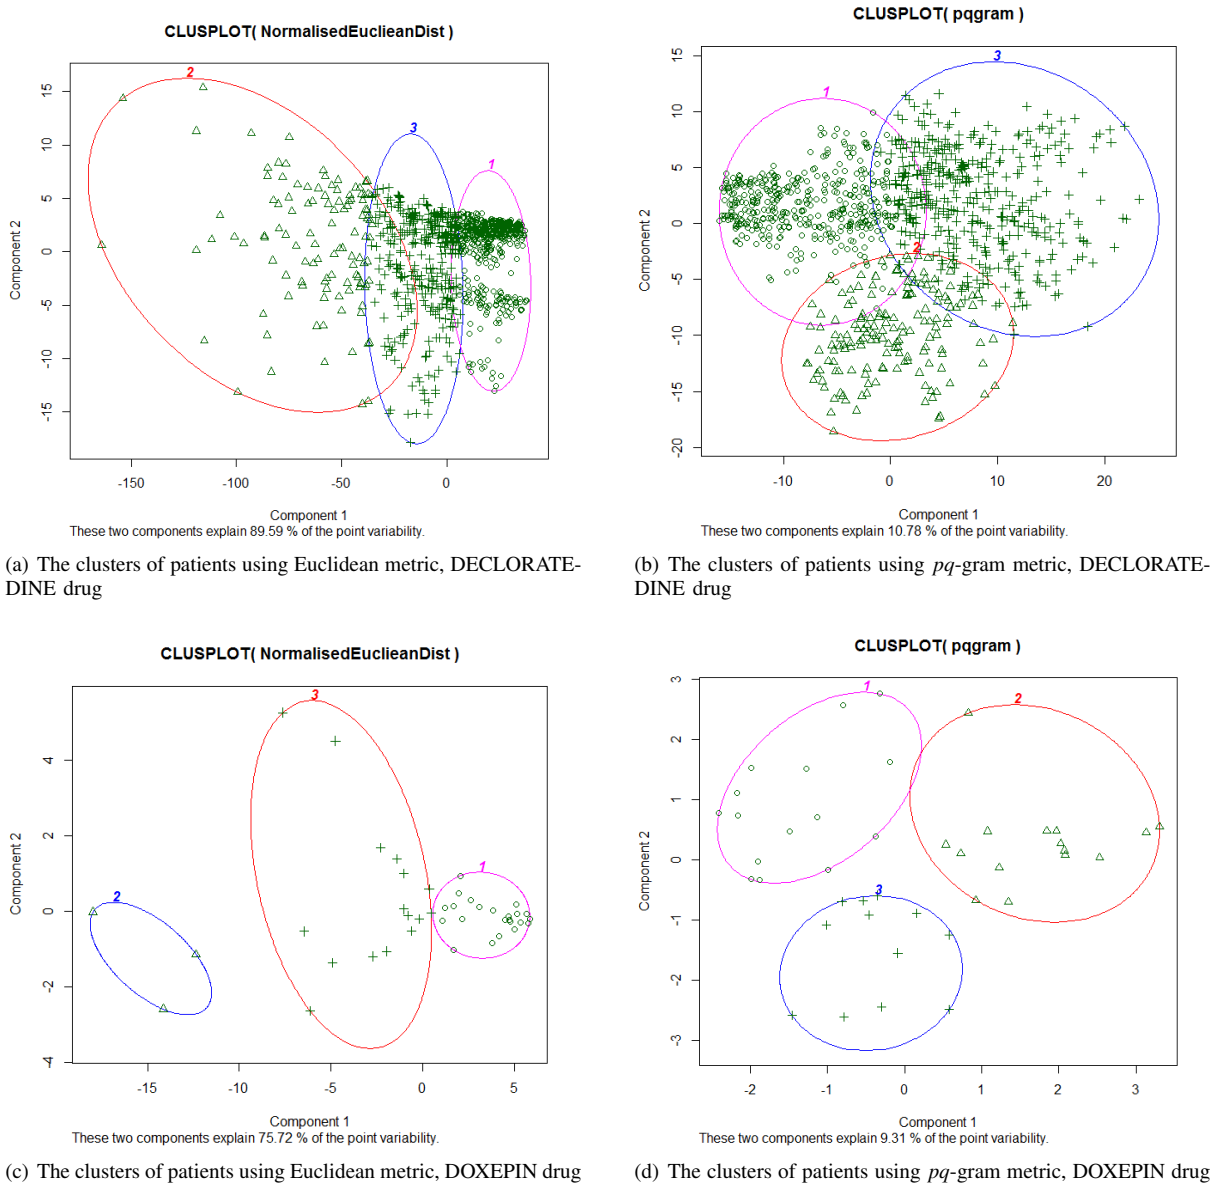 CLUSPLOT( NormalisedEuclieanDist )
2
3
1
15
10
5
0
-5
-10
-15
Component 2
-150
-100
-50
0
Component 1
These two components explain 89.59 % of the point variability.
(a) The clusters of patients using Euclidean metric, DECLORATE-
DINE drug
CLUSPLOT( pqgram )
3
1
2
15
10
5
0
-5
-10
-15
-20
Component 2
-10
0
10
20
Component 1
These two components explain 10.78 % of the point variability.
(b) The clusters of patients using pq-gram metric, DECLORATE-
DINE drug
CLUSPLOT( NormalisedEuclieanDist )
3
1
2
4
2
0
-2
-4
Component 2
-15
-10
-5
0
5
Component 1
These two components explain 75.72 % of the point variability.
(c) The clusters of patients using Euclidean metric, DOXEPIN drug
CLUSPLOT( pqgram )
1
2
3
3
2
1
0
-1
-2
-3
Component 2
-2
-1
0
1
2
3
Component 1
These two components explain 9.31 % of the point variability.
(d) The clusters of patients using pq-gram metric, DOXEPIN drug